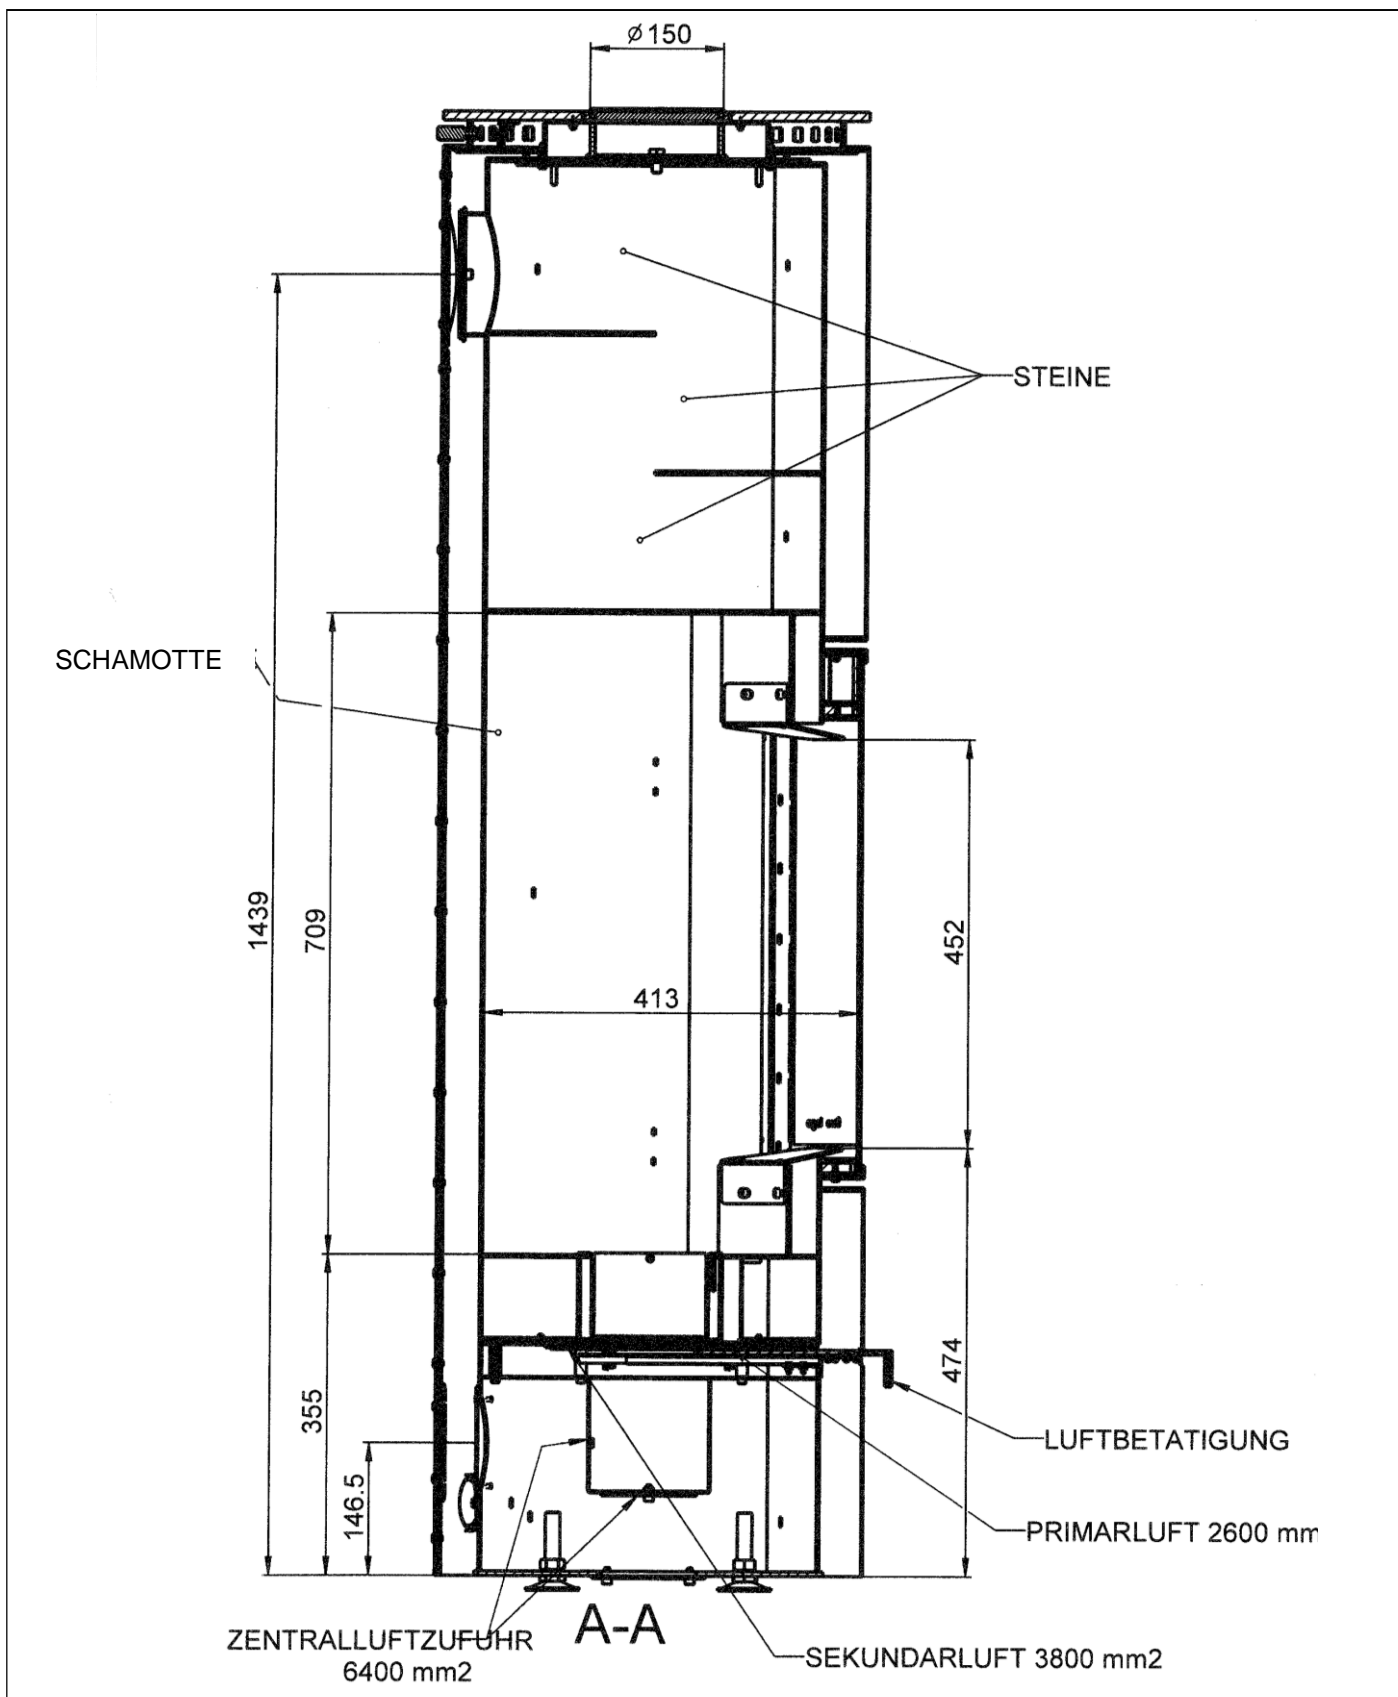 ø150
STEINE
SCHAMOTTE
1439
709
452
413
355
474
146.5
LUFTBETATIGUNG
PRIMARLUFT 2600 mm
A-A
ZENTRALLUFTZUFUHR
6400 mm2
SEKUNDARLUFT 3800 mm2